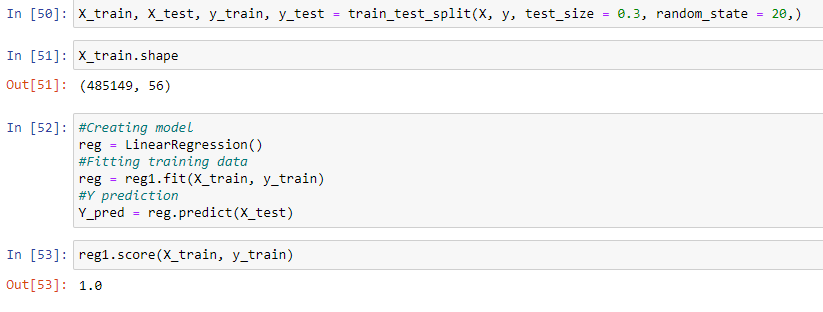 In [50]: X_train, X_test, y_train, y_test = train_test_split(X, y, test_size = 0.3, random_state = 20,)
In [51]: X_train.shape
Out[51]: (485149, 56)
In [52]: #Creating model
reg = LinearRegression()
#Fitting training data
reg = reg1.fit(X_train, y_train)
#Y prediction
Y_pred = reg.predict(X_test)
In [53]: reg1.score(X_train, y_train)
Out[53]: 1.0